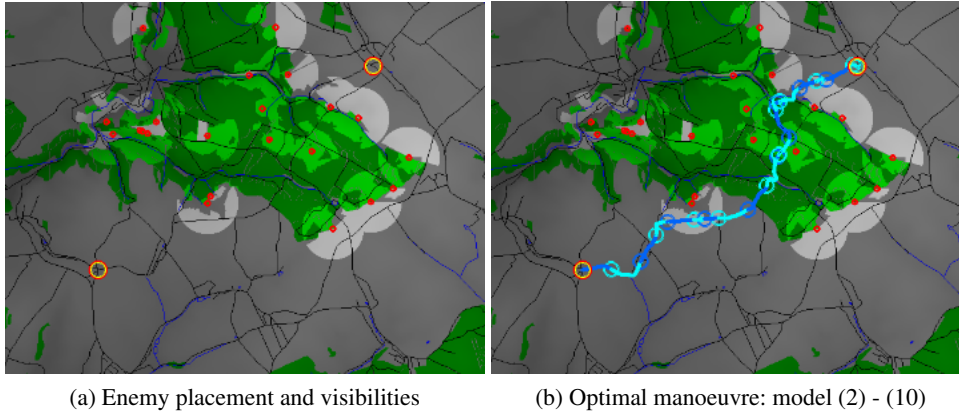 (a) Enemy placement and visibilities
(b) Optimal manoeuvre: model (2) - (10)